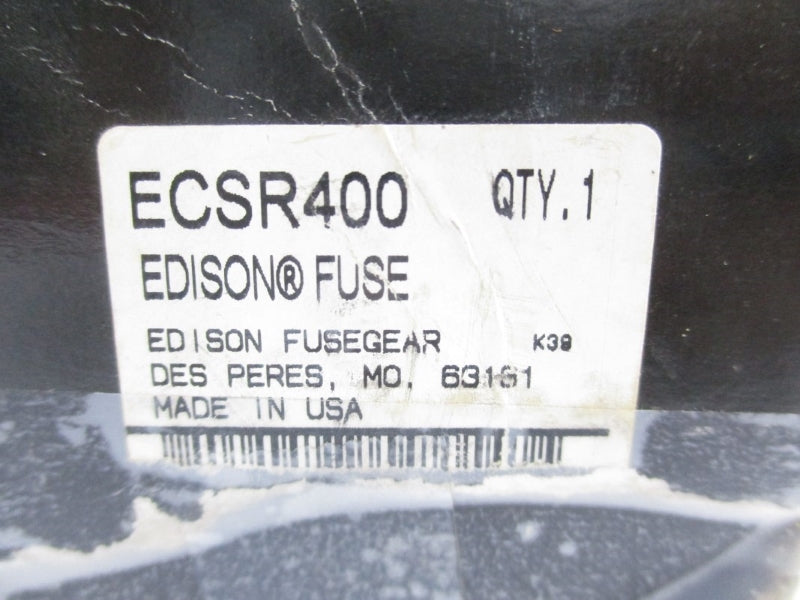 ECSR400 QTY.1
EDISON® FUSE
EDISON FUSEGEAR K39
DES PERES, MO. 63131
MADE IN USA